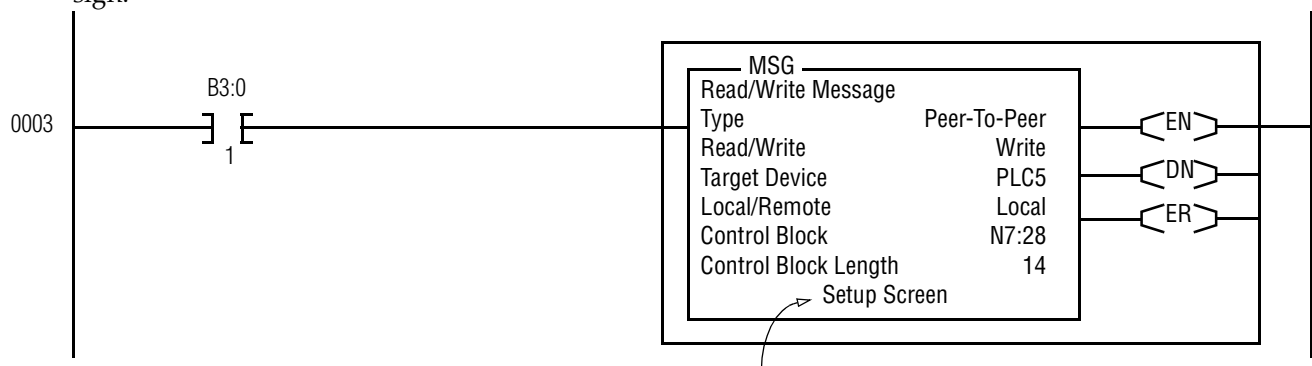 sign.
B3:0
0003
1
MSG
Read/Write Message
Type Peer-To-Peer
Read/Write Write
Target Device PLC5
Local/Remote Local
Control Block N7:28
Control Block Length 14
Setup Screen
EN
DN
ER